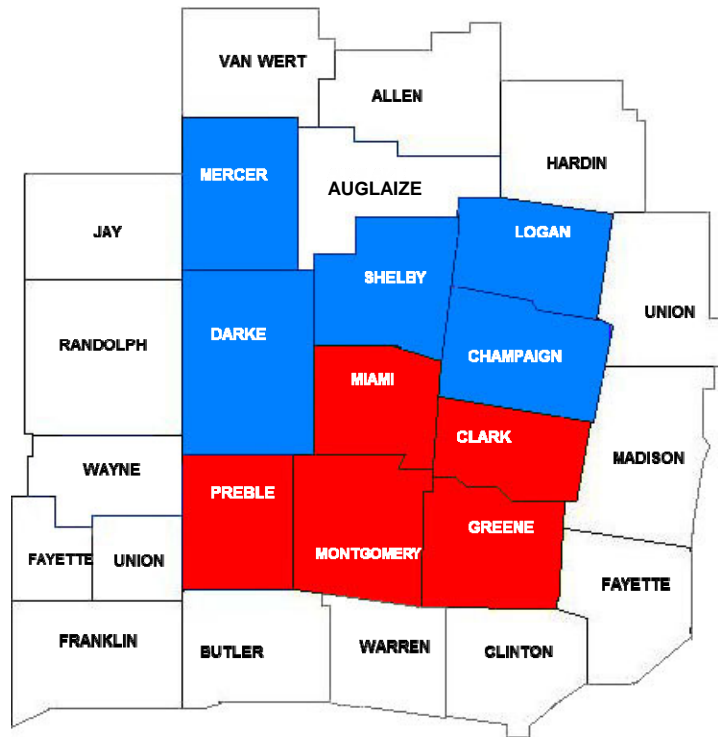 VAN WERT
ALLEN
HARDIN
MERCER
AUGLAIZE
JAY
LOGAN
SHELBY
UNION
DARKE
RANDOLPH
CHAMPAIGN
MIAMI
CLARK
MADISON
WAYNE
PREBLE
GREENE
MONTGOMERY
FAYETTE
UNION
FAYETTE
FRANKLIN
BUTLER
WARREN
CLINTON